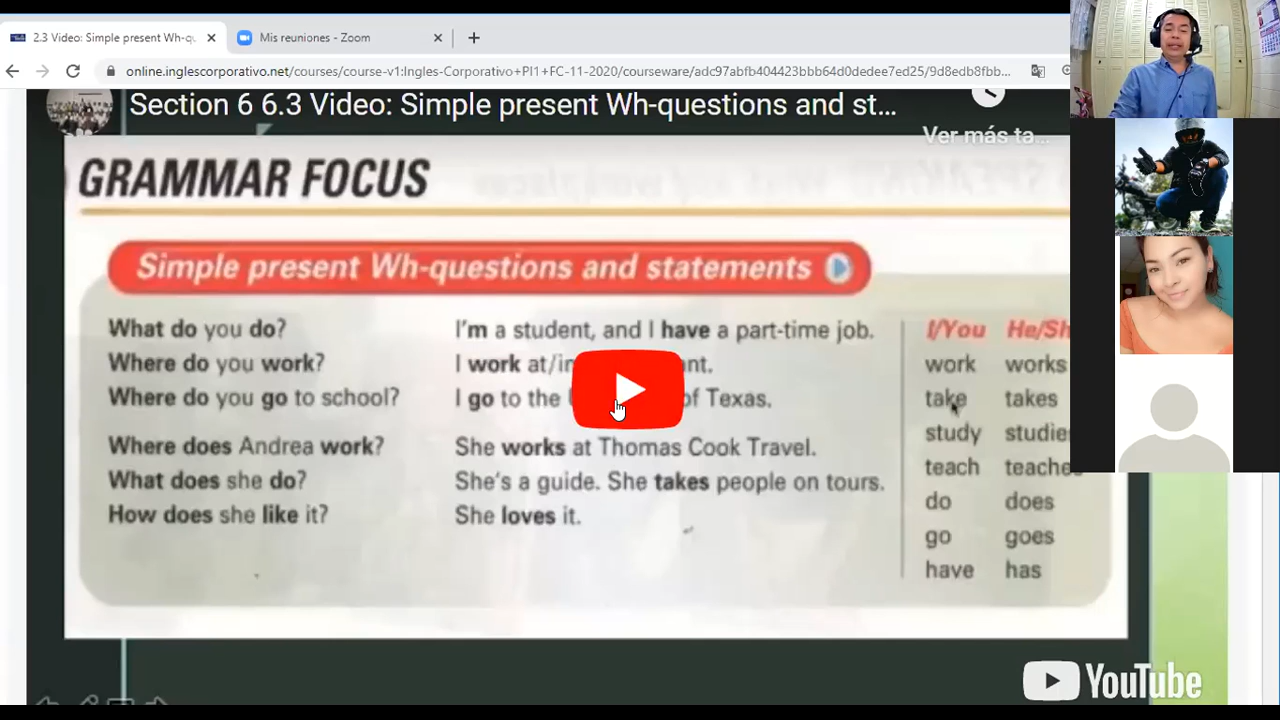 2.3 Video: Simple present Wh-qu
Mis reuniones - Zoom
online.inglescorporativo.net/courses/course-v1:Ingles-Corporativo+PI1+FC-11-2020/courseware/adc97abfb404423bbb64d0dedee7ed25/9d8edb8fbb...
Section 6 6.3 Video: Simple present Wh-questions and st...
Ver más ta...
GRAMMAR FOCUS
Simple present Wh-questions and statements
What do you do? I'm a student, and I have a part-time job.
Where do you work? I work at/in
Where do you go to school? I go to the of Texas.
Where does Andrea work? She works at Thomas Cook Travel.
What does she do? She's a guide. She takes people on tours.
How does she like it? She loves it.
I/You He/Sh
work works
take takes
study studie
teach teache
do does
go goes
have has
YouTube